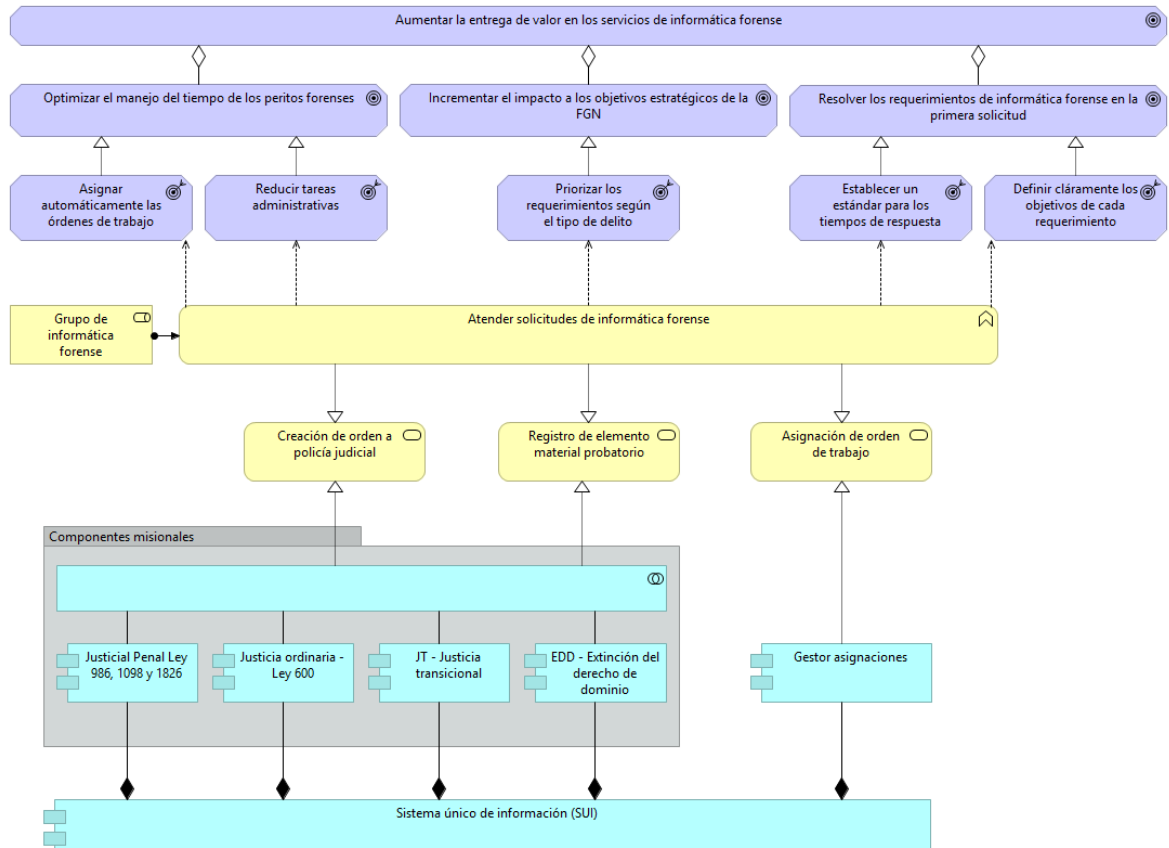 Aumentar la entrega de valor en los servicios de informática forense
Optimizar el manejo del tiempo de los peritos forenses
Incrementar el impacto a los objetivos estratégicos de la
FGN
Resolver los requerimientos de informática forense en la
primera solicitud
Asignar
automáticamente las
órdenes de trabajo
Reducir tareas
administrativas
Priorizar los
requerimientos según
el tipo de delito
Establecer un
estándar para los
tiempos de respuesta
Definir cláramente los
objetivos de cada
requerimiento
Grupo de
informática
forense
Atender solicitudes de informática forense
Creación de orden a
policía judicial
Registro de elemento
material probatorio
Asignación de orden
de trabajo
Componentes misionales
Justicial Penal Ley
986, 1098 y 1826
Justicia ordinaria -
Ley 600
JT - Justicia
transicional
EDD - Extinción del
derecho de
dominio
Gestor asignaciones
Sistema único de información (SUI)